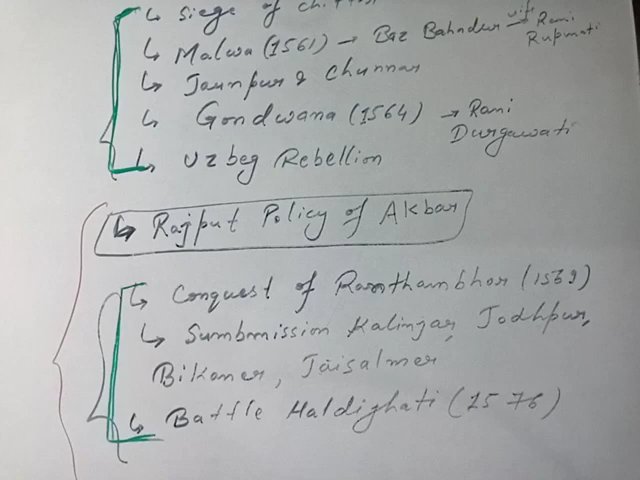 ↳ siege of
↳ Malwa (1561) → Baz Bahadur wife → Rani
Rupmati
↳ Jaunpur & Chunnar
↳ Gondwana (1564) → Rani
Durgawati
↳ Uzbeg Rebellion
↳ Rajput Policy of Akbar
↳ Conquest of Ranthambhor (1569)
↳ Sumbmission Kalinjar, Jodhpur,
Bikaner, Jaisalmer
↳ Battle Haldighati (1576)